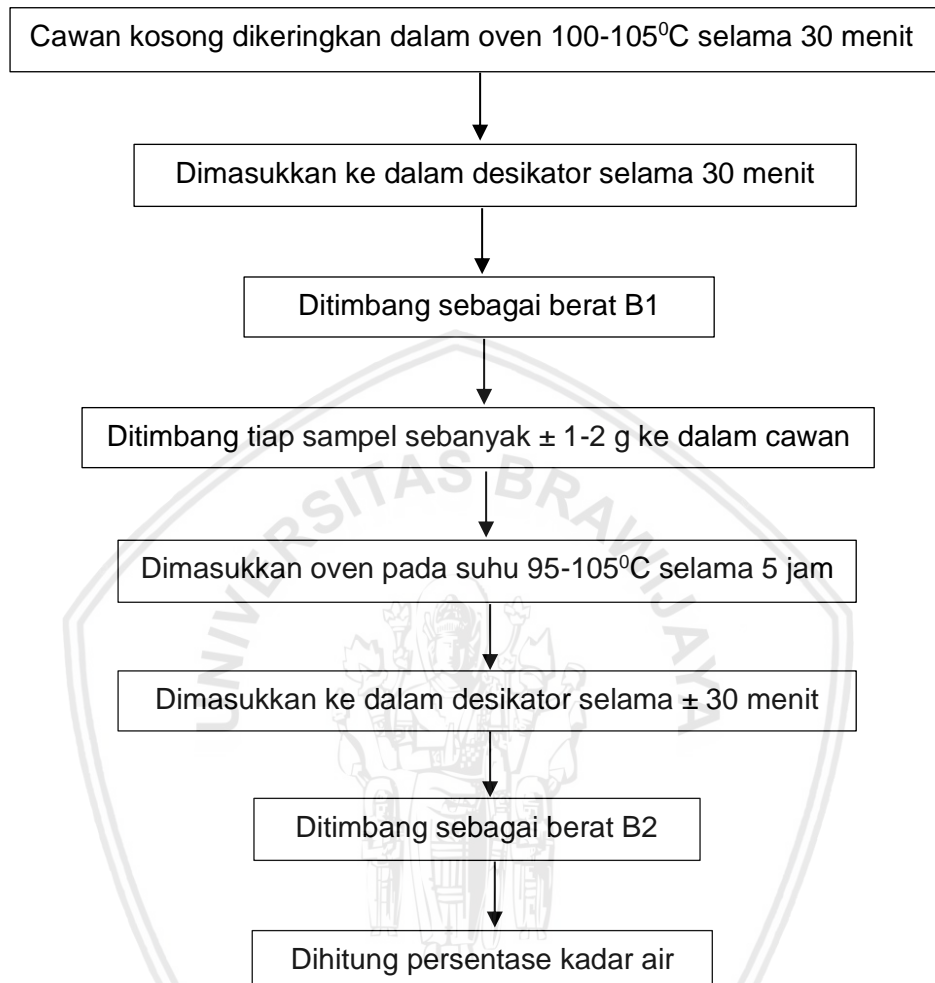 Cawan kosong dikeringkan dalam oven 100-105⁰C selama 30 menit
Dimasukkan ke dalam desikator selama 30 menit
Ditimbang sebagai berat B1
Ditimbang tiap sampel sebanyak ± 1-2 g ke dalam cawan
UNIVERSITAS BRAWIJAYA
Dimasukkan oven pada suhu 95-105⁰C selama 5 jam
Dimasukkan ke dalam desikator selama ± 30 menit
Ditimbang sebagai berat B2
Dihitung persentase kadar air